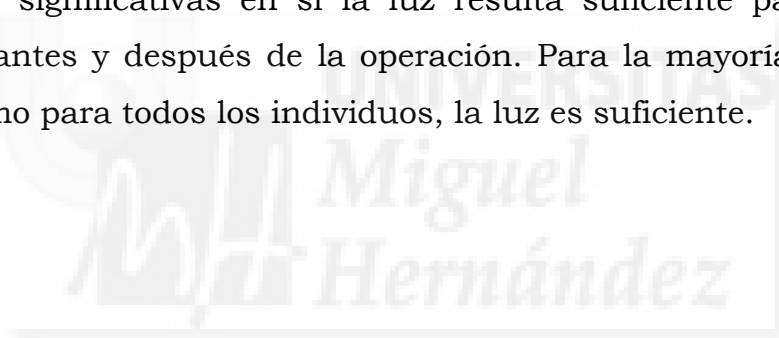 significativas en si la luz resulta suficiente pa
antes y después de la operación. Para la mayoría
no para todos los individuos, la luz es suficiente.
UNIVERSITAS
Miguel
Hernández